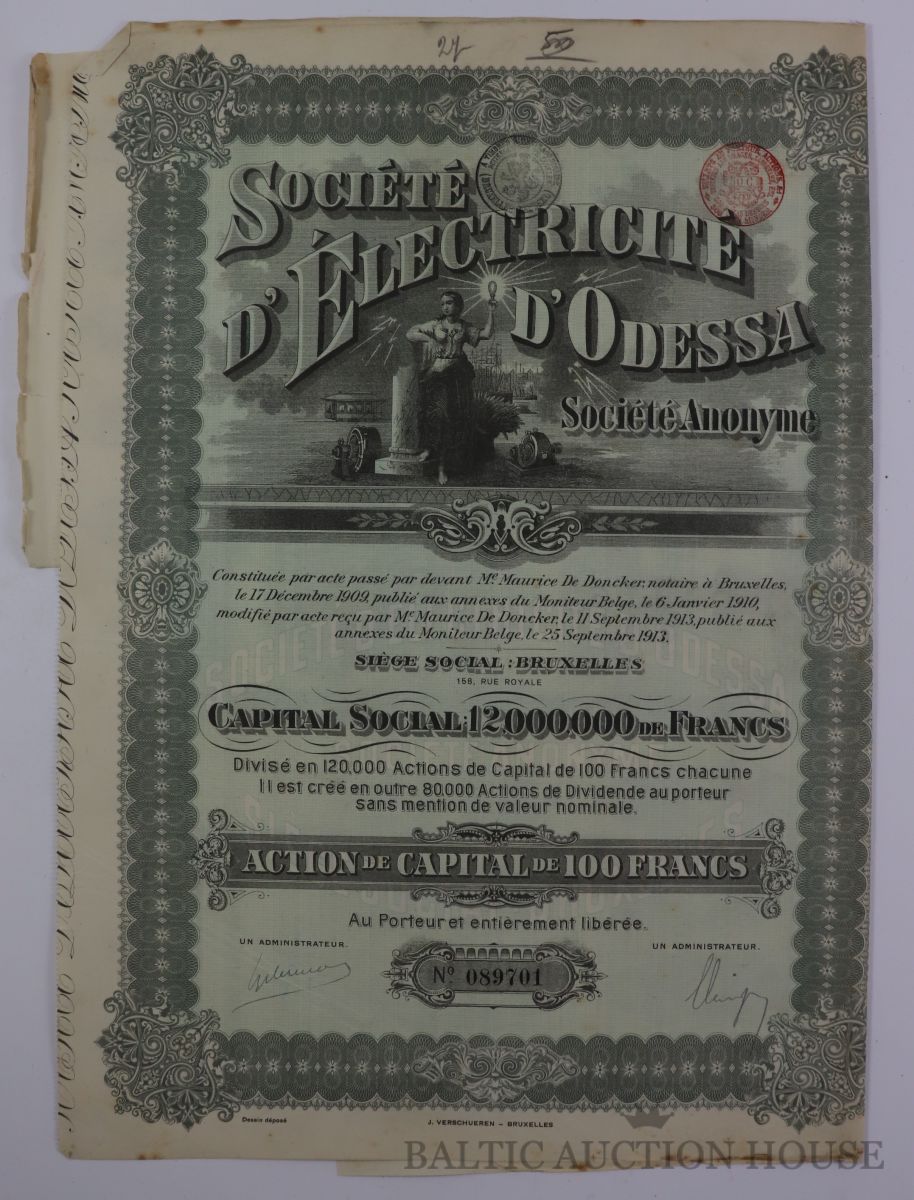 27 500
SOCIÉTÉ
D'ÉLECTRICITÉ
D'ODESSA
Société Anonyme
Constituée par acte passé par devant Mᵉ Maurice De Doncker, notaire à Bruxelles,
le 17 Décembre 1909, publié aux annexes du Moniteur Belge, le 6 Janvier 1910,
modifié par acte reçu par Mᵉ Maurice De Doncker, le 11 Septembre 1913, publié aux
annexes du Moniteur Belge, le 25 Septembre 1913.
SIÈGE SOCIAL : BRUXELLES
158, RUE ROYALE
CAPITAL SOCIAL : 12,000,000 DE FRANCS
Divisé en 120,000 Actions de Capital de 100 Francs chacune
Il est créé en outre 80,000 Actions de Dividende au porteur
sans mention de valeur nominale.
ACTION DE CAPITAL DE 100 FRANCS
Au Porteur et entièrement libérée.
UN ADMINISTRATEUR. UN ADMINISTRATEUR.
Nº 089701
Dessin déposé J. VERSCHUEREN – BRUXELLES
BALTIC AUCTION HOUSE